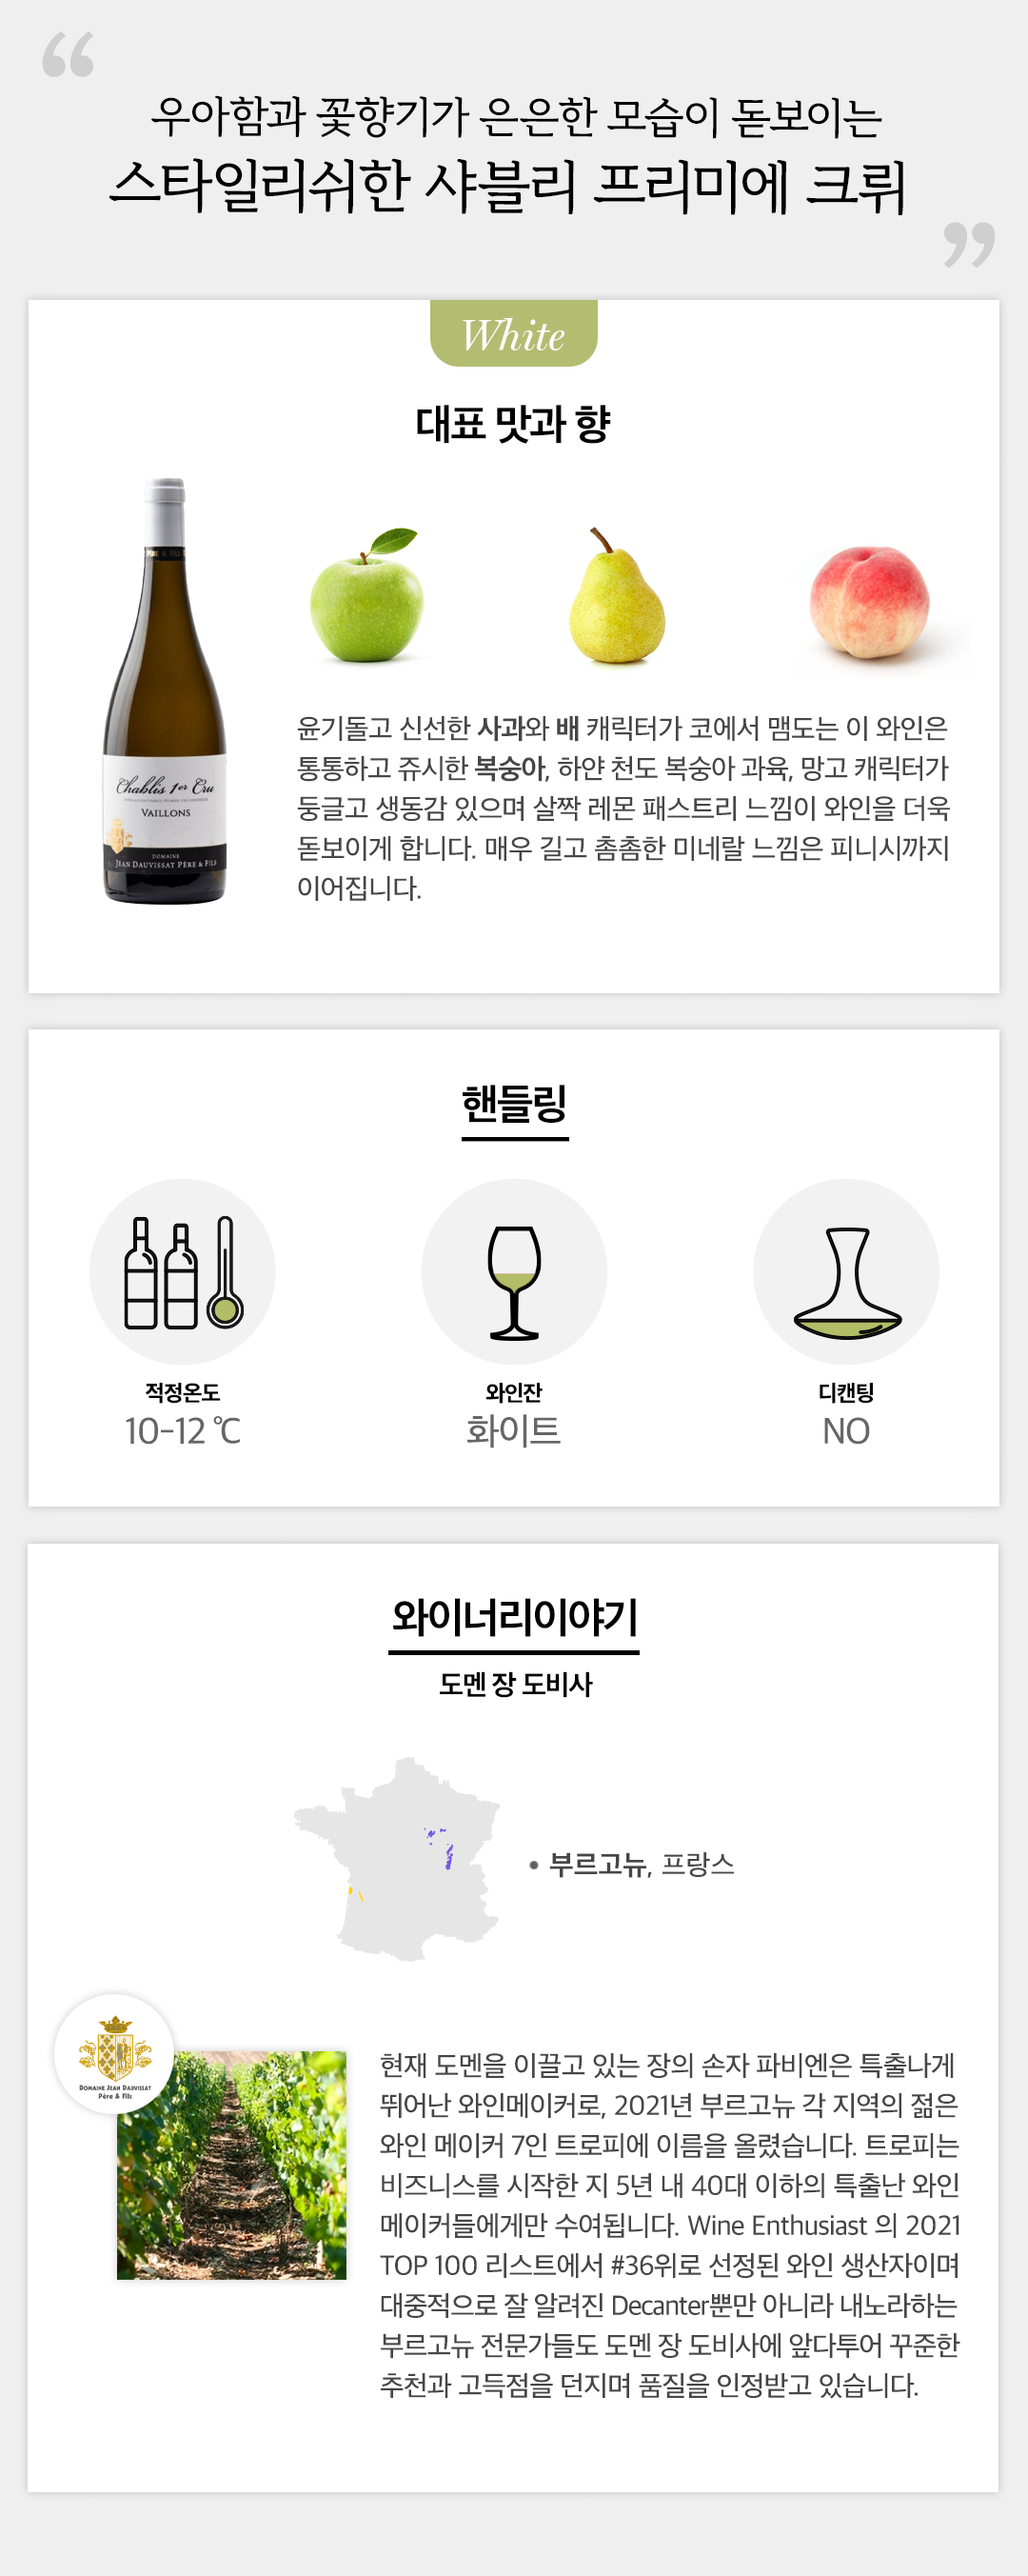 “
우아함과 꽃향기가 은은한 모습이 돋보이는
스타일리쉬한 샤블리 프리미에 크뤼
”
White
대표 맛과 향
PÈRE & FILS
Chablis 1er Cru
APPELLATION CHABLIS PREMIER CRU CONTRÔLÉE
VAILLONS
DOMAINE
JEAN DAUVISSAT PÈRE & FILS
윤기돌고 신선한 사과와 배 캐릭터가 코에서 맴도는 이 와인은
통통하고 쥬시한 복숭아, 하얀 천도 복숭아 과육, 망고 캐릭터가
둥글고 생동감 있으며 살짝 레몬 패스트리 느낌이 와인을 더욱
돋보이게 합니다. 매우 길고 촘촘한 미네랄 느낌은 피니시까지
이어집니다.
핸들링
적정온도
10-12 ℃
와인잔
화이트
디캔팅
NO
와이너리이야기
도멘 장 도비사
• 부르고뉴, 프랑스
DOMAINE JEAN DAUVISSAT
Père & Fils
현재 도멘을 이끌고 있는 장의 손자 파비엔은 특출나게
뛰어난 와인메이커로, 2021년 부르고뉴 각 지역의 젊은
와인 메이커 7인 트로피에 이름을 올렸습니다. 트로피는
비즈니스를 시작한 지 5년 내 40대 이하의 특출난 와인
메이커들에게만 수여됩니다. Wine Enthusiast 의 2021
TOP 100 리스트에서 #36위로 선정된 와인 생산자이며
대중적으로 잘 알려진 Decanter뿐만 아니라 내노라하는
부르고뉴 전문가들도 도멘 장 도비사에 앞다투어 꾸준한
추천과 고득점을 던지며 품질을 인정받고 있습니다.